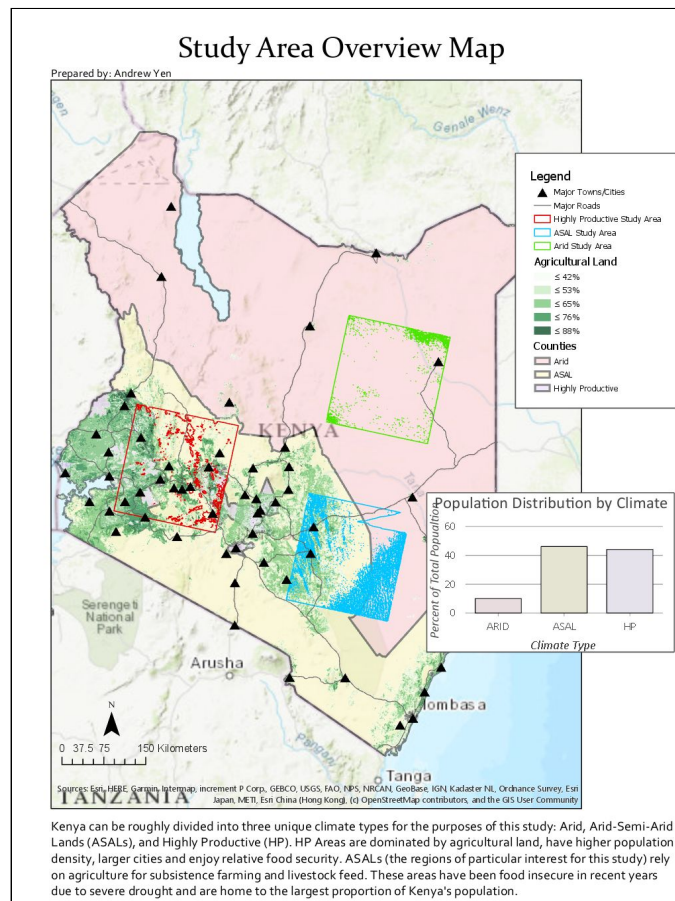 Study Area Overview Map
Prepared by: Andrew Yen
Genale Wenz
Legend
Major Towns/Cities
Major Roads
Highly Productive Study Area
ASAL Study Area
Arid Study Area
Agricultural Land
≤ 42%
≤ 53%
≤ 65%
≤ 76%
≤ 88%
Counties
Arid
ASAL
Highly Productive
KENYA
Tana
Population Distribution by Climate
Percent of Total Popualtion
60
40
20
0
ARID
ASAL
HP
Climate Type
Serengeti
National
Park
Arusha
N
Mombasa
Pangani
0 37.5 75 150 Kilometers
Tanga
TANZANIA
Sources: Esri, HERE, Garmin, Intermap, increment P Corp., GEBCO, USGS, FAO, NPS, NRCAN, GeoBase, IGN, Kadaster NL, Ordnance Survey, Esri
Japan, METI, Esri China (Hong Kong), (c) OpenStreetMap contributors, and the GIS User Community
Kenya can be roughly divided into three unique climate types for the purposes of this study: Arid, Arid-Semi-Arid
Lands (ASALs), and Highly Productive (HP). HP Areas are dominated by agricultural land, have higher population
density, larger cities and enjoy relative food security. ASALs (the regions of particular interest for this study) rely
on agriculture for subsistence farming and livestock feed. These areas have been food insecure in recent years
due to severe drought and are home to the largest proportion of Kenya's population.